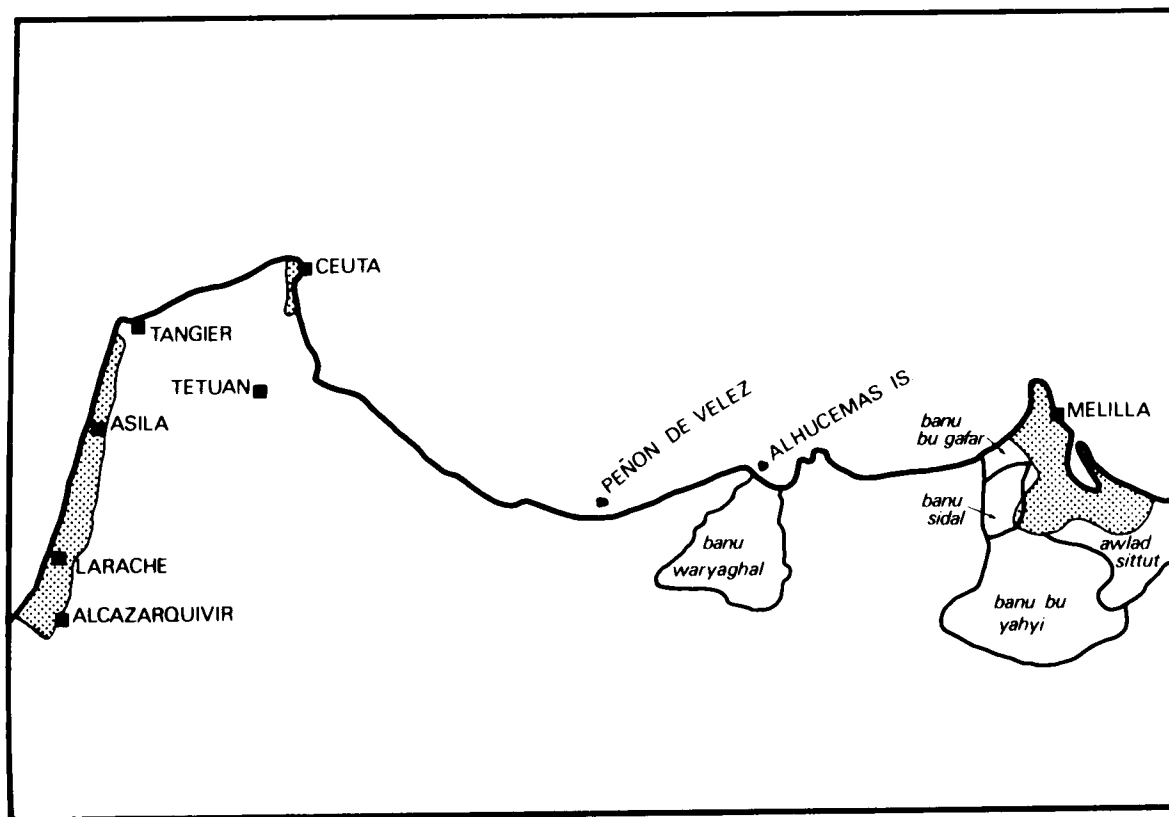 CEUTA
TANGIER
TETUAN
ASILA
LARACHE
ALCAZARQUIVIR
PEÑON DE VELEZ
ALHUCEMAS IS
MELILLA
banu
bu gafar
banu
sidal
banu
waryaghal
awlad
sittut
banu bu
yahyi